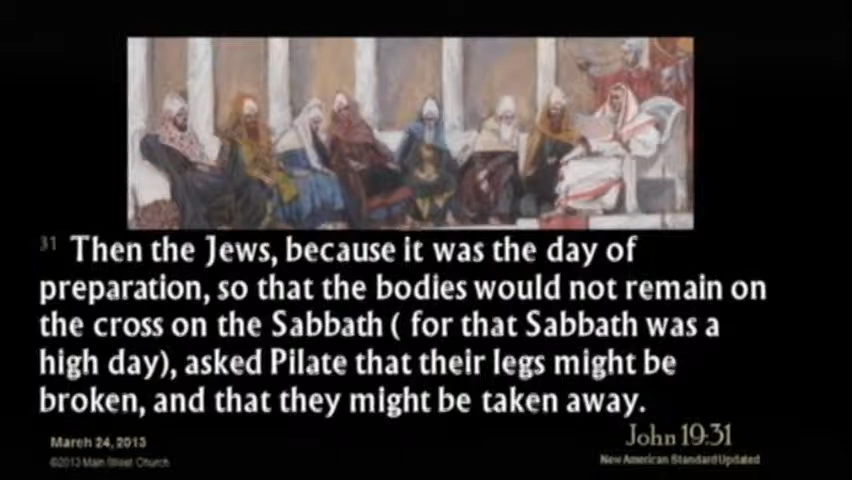 31 Then the Jews, because it was the day of
preparation, so that the bodies would not remain on
the cross on the Sabbath ( for that Sabbath was a
high day), asked Pilate that their legs might be
broken, and that they might be taken away.
John 19:31
March 24, 2013
New American Standard Updated
©2013 Main Street Church